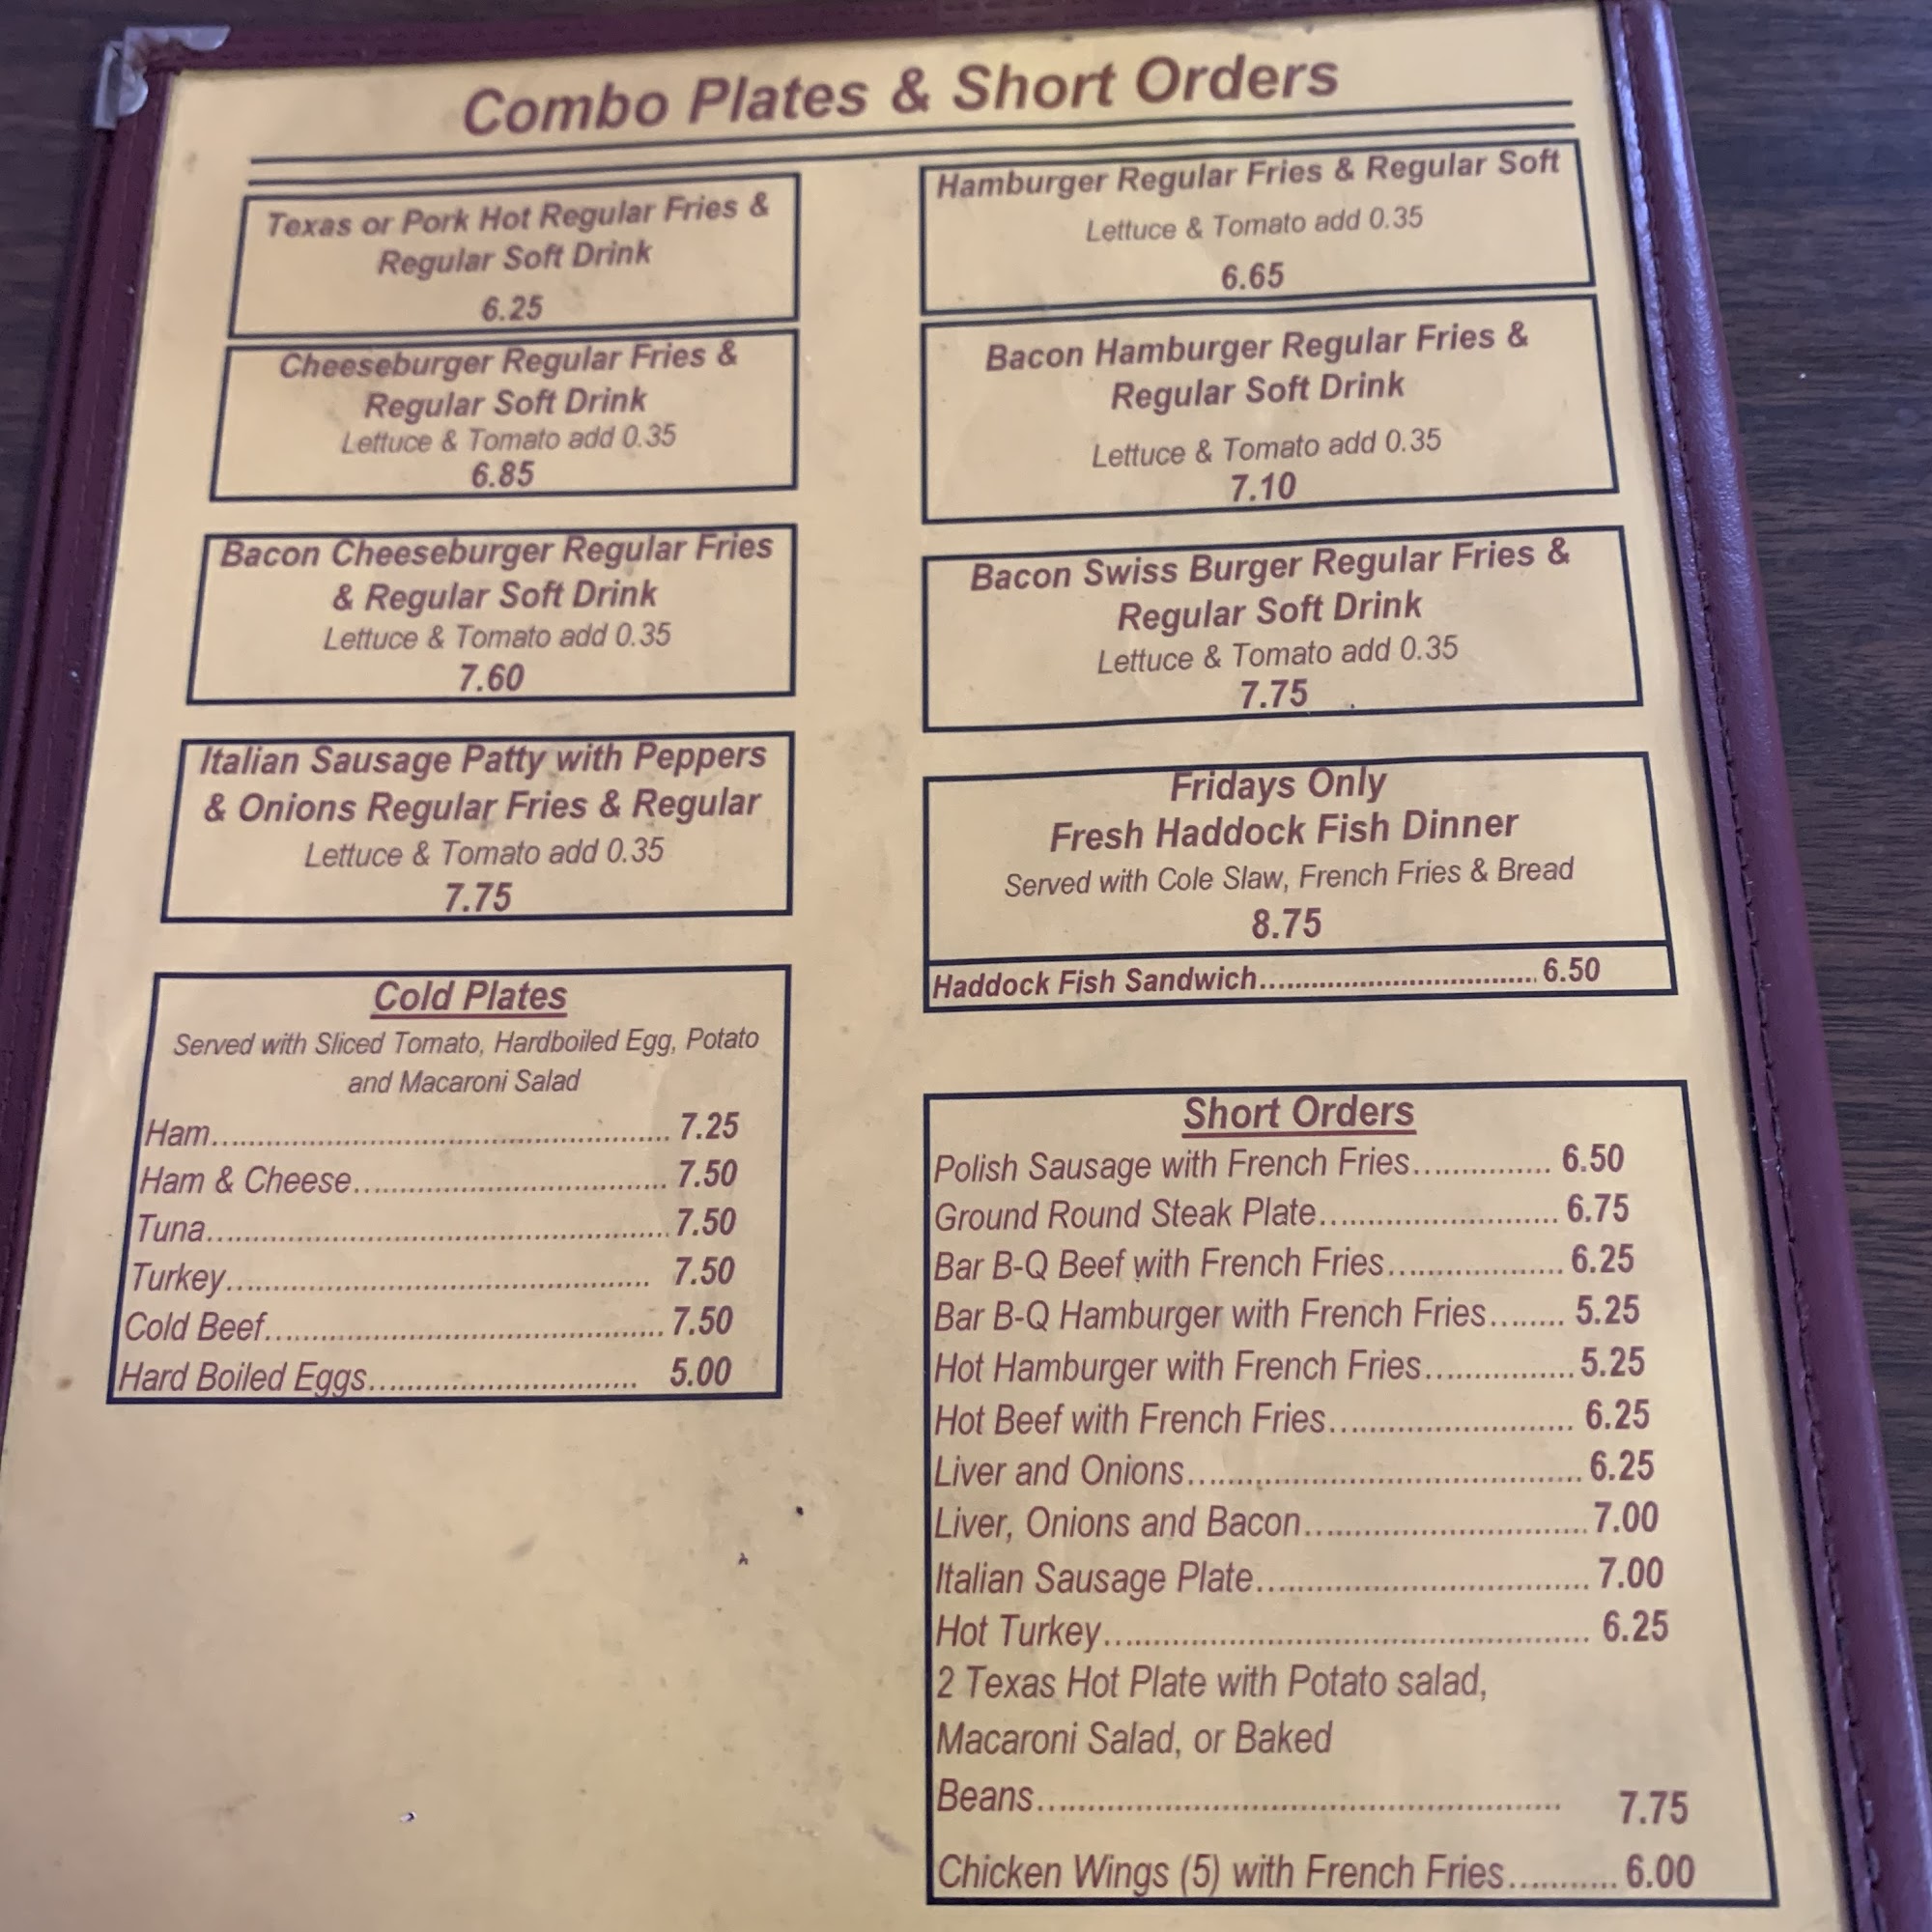 Combo Plates & Short Orders
Texas or Pork Hot Regular Fries &
Regular Soft Drink
6.25
Cheeseburger Regular Fries &
Regular Soft Drink
Lettuce & Tomato add 0.35
6.85
Bacon Cheeseburger Regular Fries
& Regular Soft Drink
Lettuce & Tomato add 0.35
7.60
Italian Sausage Patty with Peppers
& Onions Regular Fries & Regular
Lettuce & Tomato add 0.35
7.75
Cold Plates
Served with Sliced Tomato, Hardboiled Egg, Potato
and Macaroni Salad
Ham.......... 7.25
Ham & Cheese.......... 7.50
Tuna.......... 7.50
Turkey.......... 7.50
Cold Beef.......... 7.50
Hard Boiled Eggs.......... 5.00
Hamburger Regular Fries & Regular Soft
Lettuce & Tomato add 0.35
6.65
Bacon Hamburger Regular Fries &
Regular Soft Drink
Lettuce & Tomato add 0.35
7.10
Bacon Swiss Burger Regular Fries &
Regular Soft Drink
Lettuce & Tomato add 0.35
7.75
Fridays Only
Fresh Haddock Fish Dinner
Served with Cole Slaw, French Fries & Bread
8.75
Haddock Fish Sandwich.......... 6.50
Short Orders
Polish Sausage with French Fries.......... 6.50
Ground Round Steak Plate.......... 6.75
Bar B-Q Beef with French Fries.......... 6.25
Bar B-Q Hamburger with French Fries........ 5.25
Hot Hamburger with French Fries.......... 5.25
Hot Beef with French Fries.......... 6.25
Liver and Onions.......... 6.25
Liver, Onions and Bacon.......... 7.00
Italian Sausage Plate.......... 7.00
Hot Turkey.......... 6.25
2 Texas Hot Plate with Potato salad,
Macaroni Salad, or Baked
Beans.......... 7.75
Chicken Wings (5) with French Fries.......... 6.00